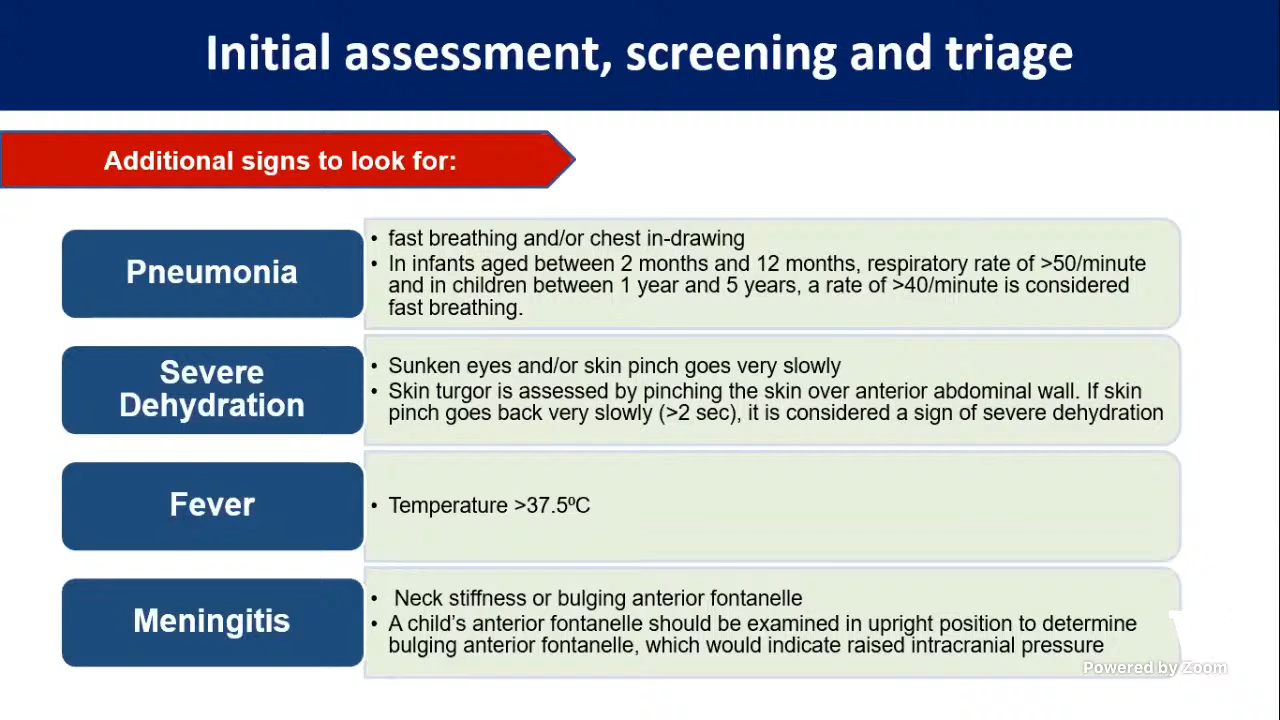 Initial assessment, screening and triage
Additional signs to look for:
Pneumonia
• fast breathing and/or chest in-drawing
• In infants aged between 2 months and 12 months, respiratory rate of >50/minute
and in children between 1 year and 5 years, a rate of >40/minute is considered
fast breathing.
Severe
Dehydration
• Sunken eyes and/or skin pinch goes very slowly
• Skin turgor is assessed by pinching the skin over anterior abdominal wall. If skin
pinch goes back very slowly (>2 sec), it is considered a sign of severe dehydration
Fever
• Temperature >37.5ºC
Meningitis
• Neck stiffness or bulging anterior fontanelle
• A child’s anterior fontanelle should be examined in upright position to determine
bulging anterior fontanelle, which would indicate raised intracranial pressure
Powered by Zoom